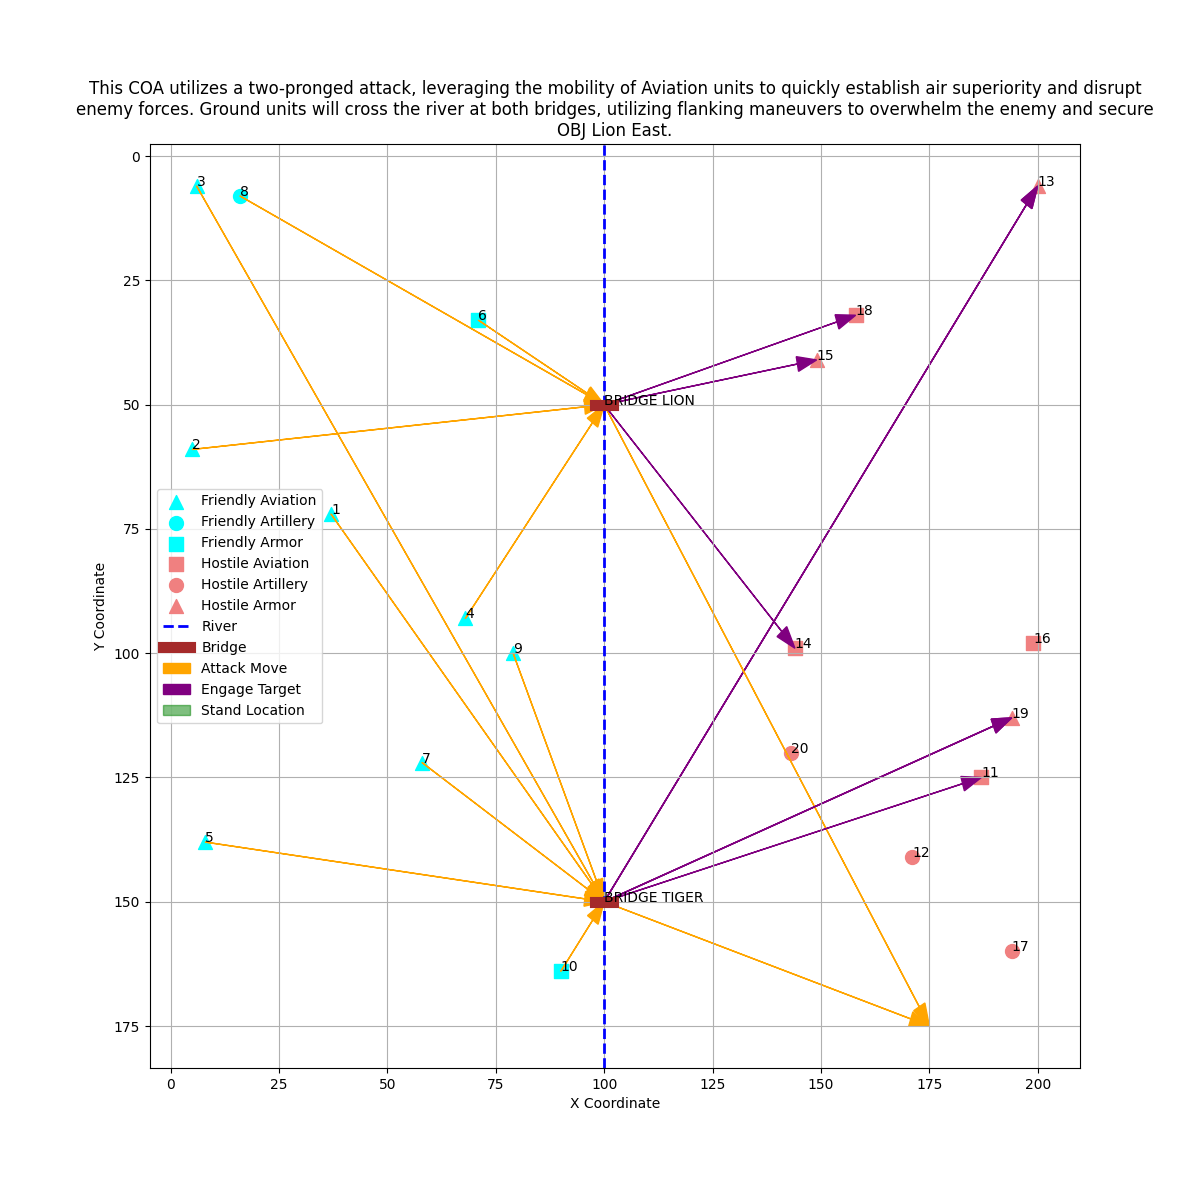 This COA utilizes a two-pronged attack, leveraging the mobility of Aviation units to quickly establish air superiority and disrupt
enemy forces. Ground units will cross the river at both bridges, utilizing flanking maneuvers to overwhelm the enemy and secure
OBJ Lion East.
0
3
13
8
25
6
18
15
50
BRIDGE LION
2
Friendly Aviation
1
Friendly Artillery
75
Friendly Armor
Hostile Aviation
Hostile Artillery
Hostile Armor
4
River
Bridge
9
14
16
100
Attack Move
Engage Target
Stand Location
19
20
7
11
125
5
12
150
BRIDGE TIGER
10
17
175
0
25
50
75
100
125
150
175
200
X Coordinate
Y Coordinate